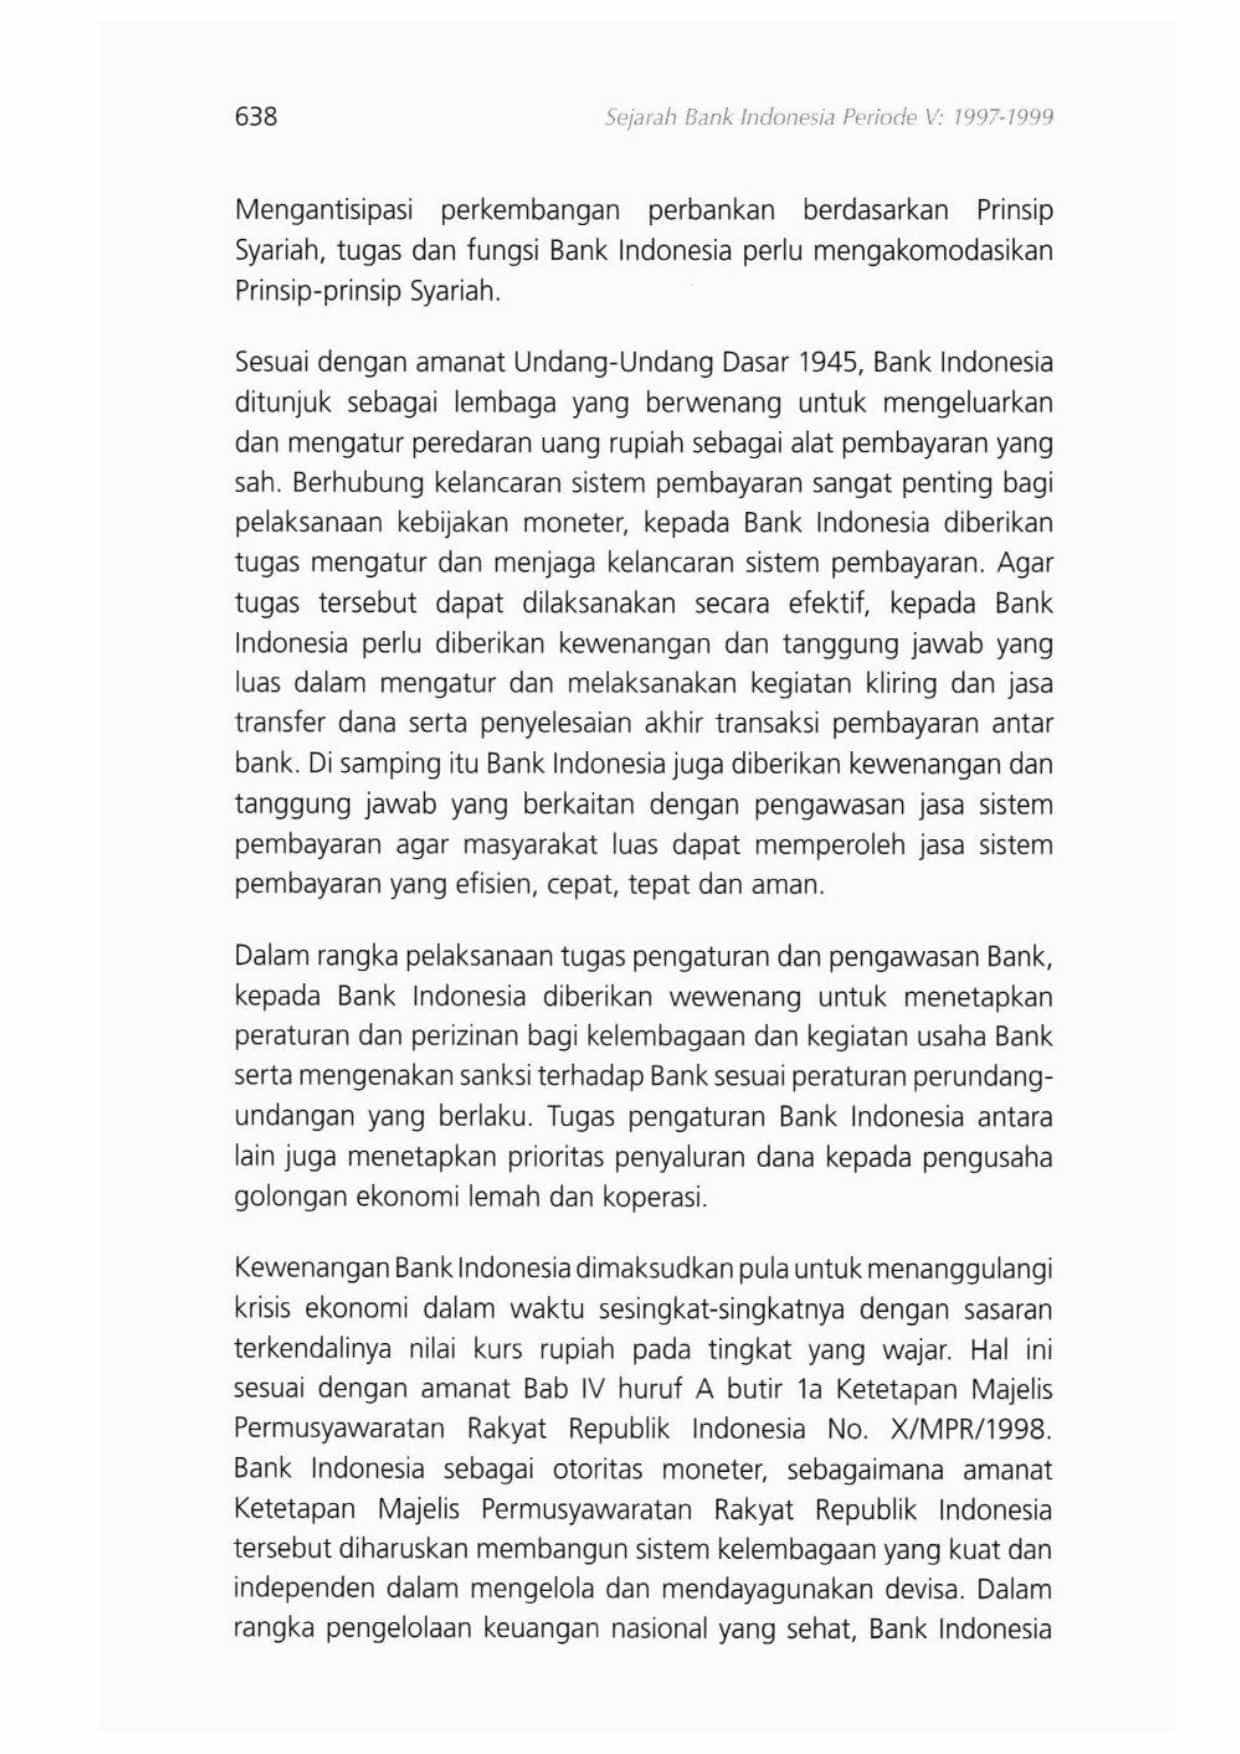 638
Sejarah Bank Indonesia Periode V: 1997-1999
Mengantisipasi perkembangan perbankan berdasarkan Prinsip
Syariah, tugas dan fungsi Bank Indonesia perlu mengakomodasikan
Prinsip-prinsip Syariah.
Sesuai dengan amanat Undang-Undang Dasar 1945, Bank Indonesia
ditunjuk sebagai lembaga yang berwenang untuk mengeluarkan
dan mengatur peredaran uang rupiah sebagai alat pembayaran yang
sah. Berhubung kelancaran sistem pembayaran sangat penting bagi
pelaksanaan kebijakan moneter, kepada Bank Indonesia diberikan
tugas mengatur dan menjaga kelancaran sistem pembayaran. Agar
tugas tersebut dapat dilaksanakan secara efektif, kepada Bank
Indonesia perlu diberikan kewenangan dan tanggung jawab yang
luas dalam mengatur dan melaksanakan kegiatan kliring dan jasa
transfer dana serta penyelesaian akhir transaksi pembayaran antar
bank. Di samping itu Bank Indonesia juga diberikan kewenangan dan
tanggung jawab yang berkaitan dengan pengawasan jasa sistem
pembayaran agar masyarakat luas dapat memperoleh jasa sistem
pembayaran yang efisien, cepat, tepat dan aman.
Dalam rangka pelaksanaan tugas pengaturan dan pengawasan Bank,
kepada Bank Indonesia diberikan wewenang untuk menetapkan
peraturan dan perizinan bagi kelembagaan dan kegiatan usaha Bank
serta mengenakan sanksi terhadap Bank sesuai peraturan perundang-
undangan yang berlaku. Tugas pengaturan Bank Indonesia antara
lain juga menetapkan prioritas penyaluran dana kepada pengusaha
golongan ekonomi lemah dan koperasi.
Kewenangan Bank Indonesia dimaksudkan pula untuk menanggulangi
krisis ekonomi dalam waktu sesingkat-singkatnya dengan sasaran
terkendalinya nilai kurs rupiah pada tingkat yang wajar. Hal ini
sesuai dengan amanat Bab IV huruf A butir 1a Ketetapan Majelis
Permusyawaratan Rakyat Republik Indonesia No. X/MPR/1998.
Bank Indonesia sebagai otoritas moneter, sebagaimana amanat
Ketetapan Majelis Permusyawaratan Rakyat Republik Indonesia
tersebut diharuskan membangun sistem kelembagaan yang kuat dan
independen dalam mengelola dan mendayagunakan devisa. Dalam
rangka pengelolaan keuangan nasional yang sehat, Bank Indonesia